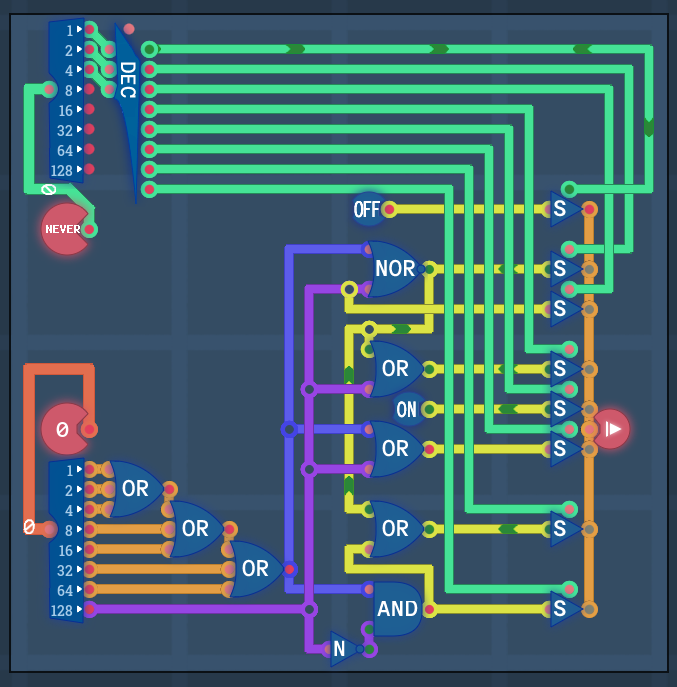 1
2
4
8
16
32
64
128
DEC
0
NEVER
OFF S
NOR S
S
OR S
ON S
OR S
0
1
2
4
8
16
32
64
128
OR
OR
OR
0
OR S
AND S
N